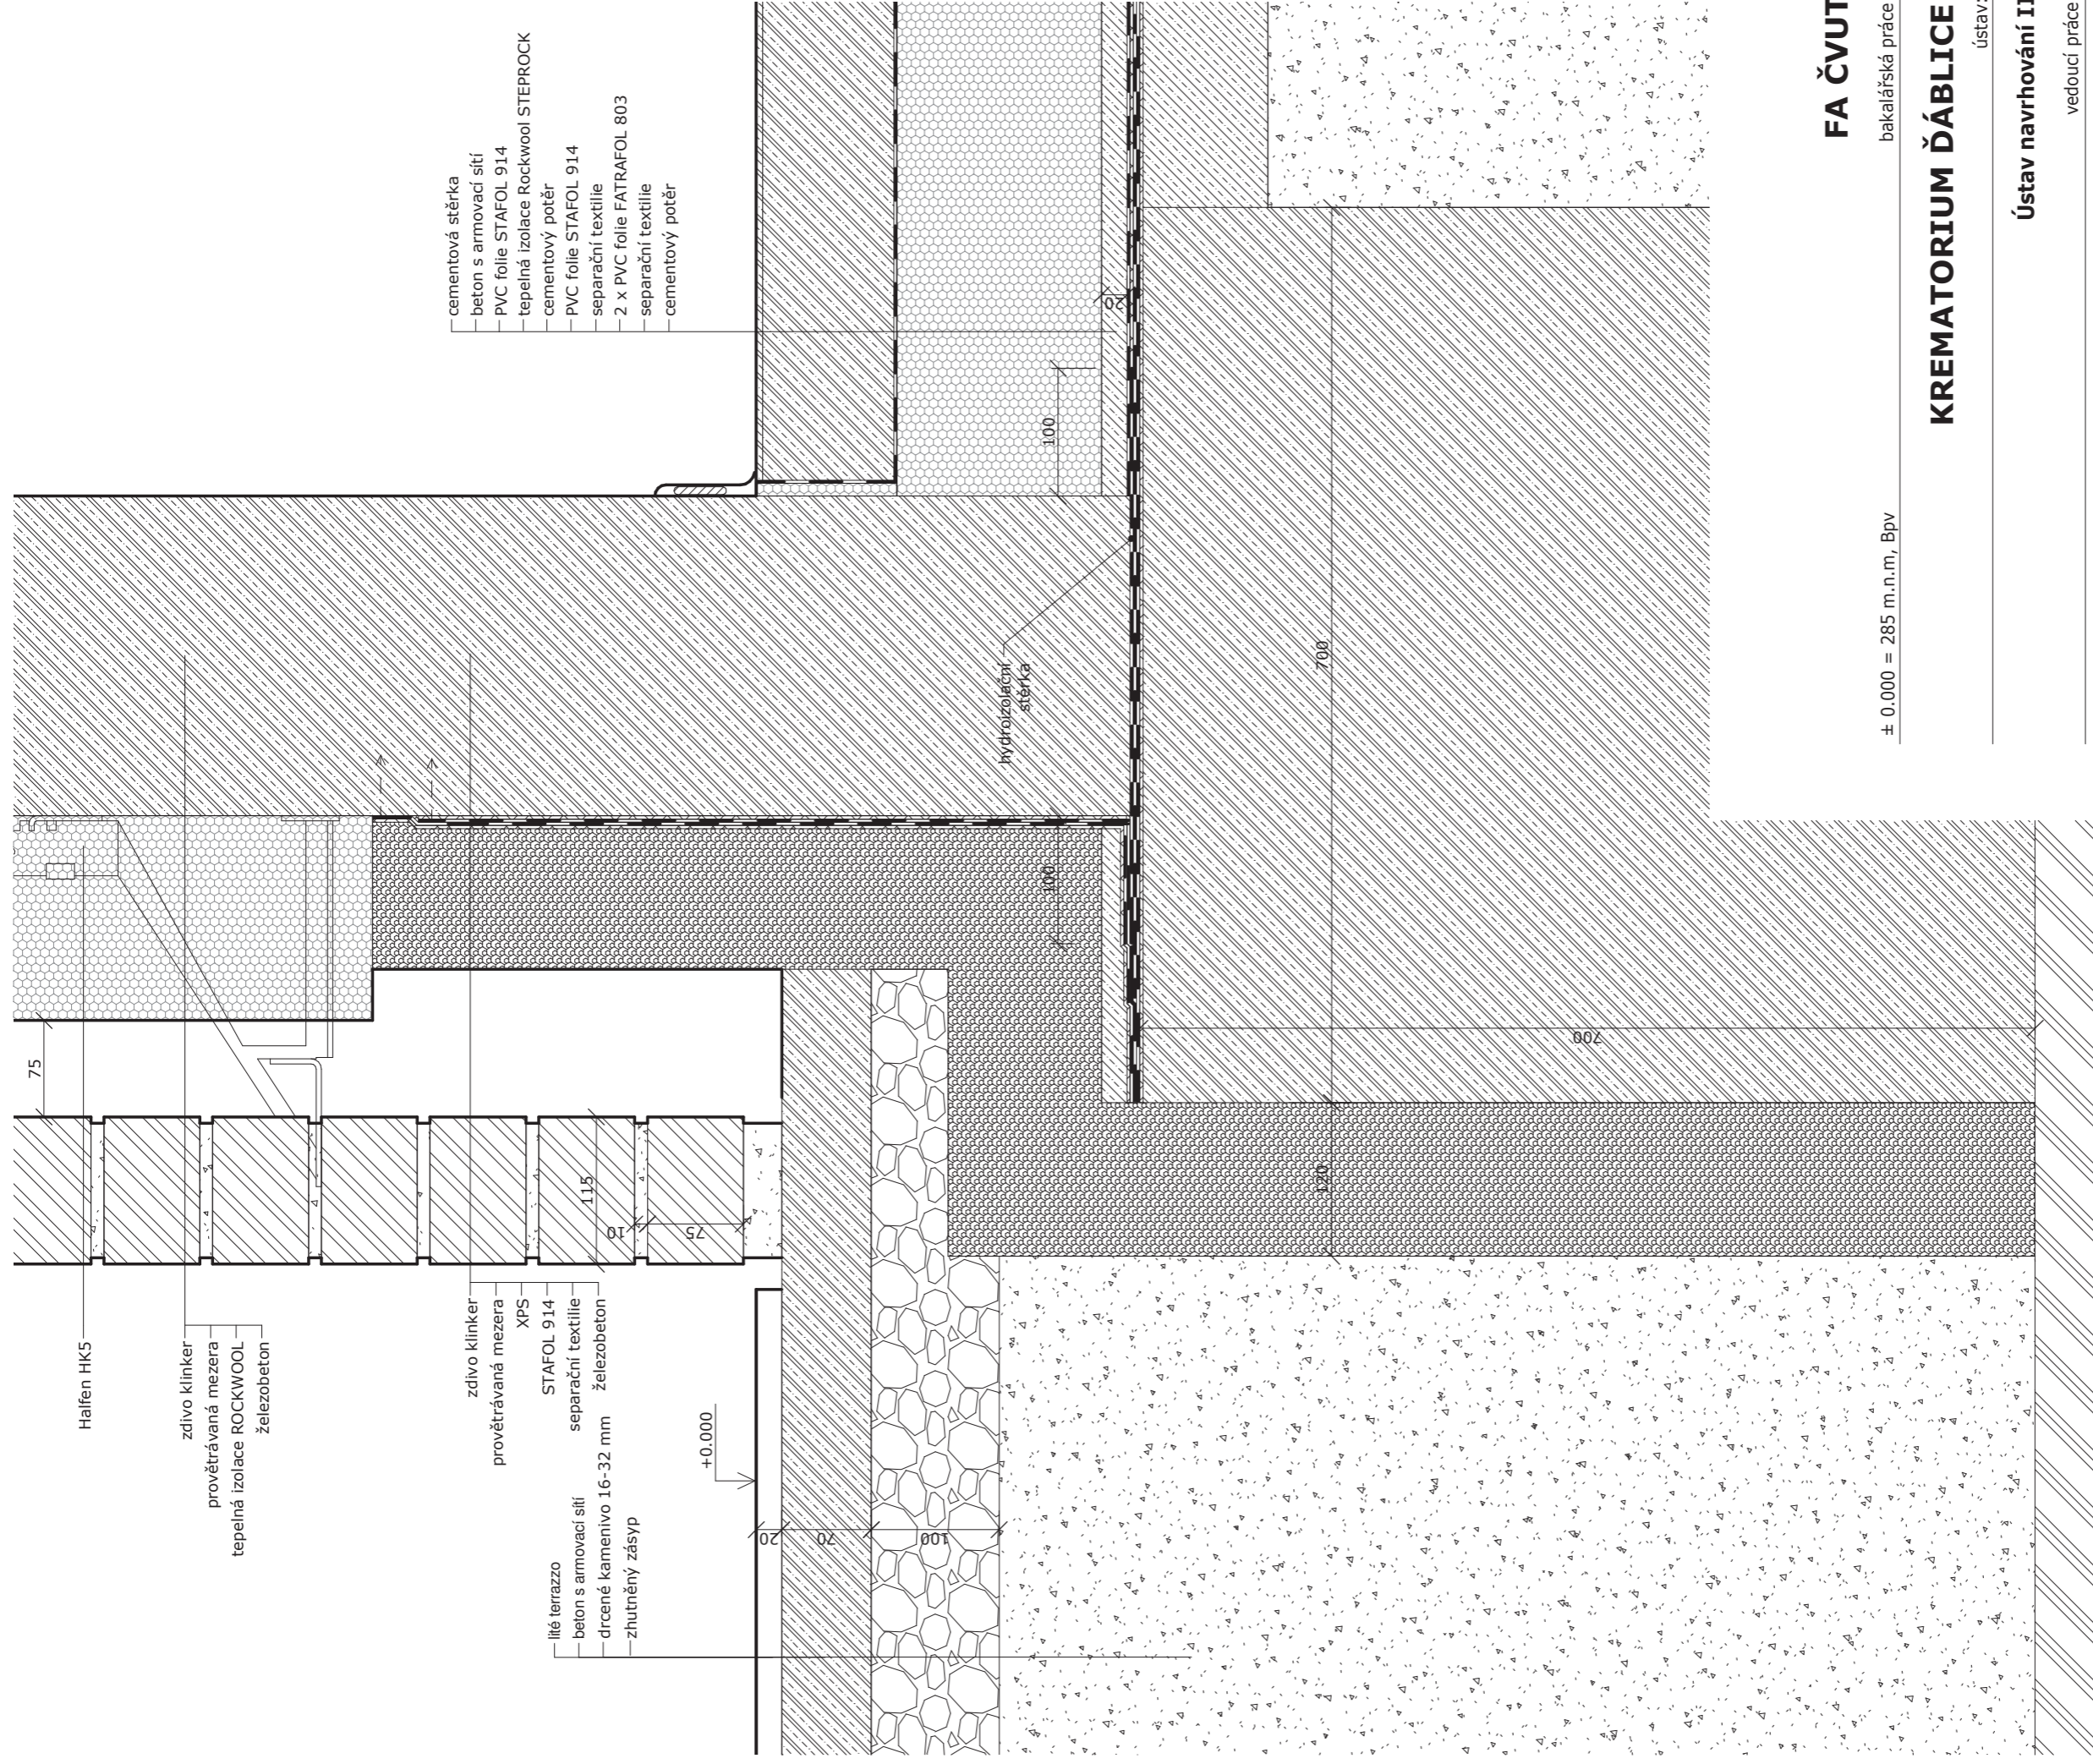 cementová stěrka
beton s armovací sítí
PVC folie STAFOL 914
tepelná izolace Rockwool STEPROCK
cementový potěr
PVC folie STAFOL 914
separační textilie
2 x PVC folie FATRAFOL 803
separační textilie
cementový potěr
20
100
hydroizolační
stěrka
700
100
700
120
75
115
10
75
Halfen HK5
zdivo klinker
provětrávaná mezera
tepelná izolace ROCKWOOL
železobeton
zdivo klinker
provětrávaná mezera
XPS
STAFOL 914
separační textilie
železobeton
+0.000
20
70
100
lité terrazzo
beton s armovací sítí
drcené kamenivo 16-32 mm
zhutněný zásyp
FA ČVUT
bakalářská práce
± 0.000 = 285 m.n.m, Bpv
KREMATORIUM ĎÁBLICE
ústav:
Ústav navrhování II
vedoucí práce